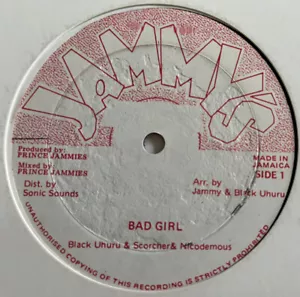 JAMMY'S
Produced by:
PRINCE JAMMIES
Mixed by:
PRINCE JAMMIES
Dist. by
Sonic Sounds
MADE IN
JAMAICA
SIDE 1
Arr. by
Jammy & Black Uhuru
BAD GIRL
Black Uhuru & Scorcher& Nicodemous
UNAUTHORISED COPYING OF THIS RECORDING IS STRICTLY PROHIBITED